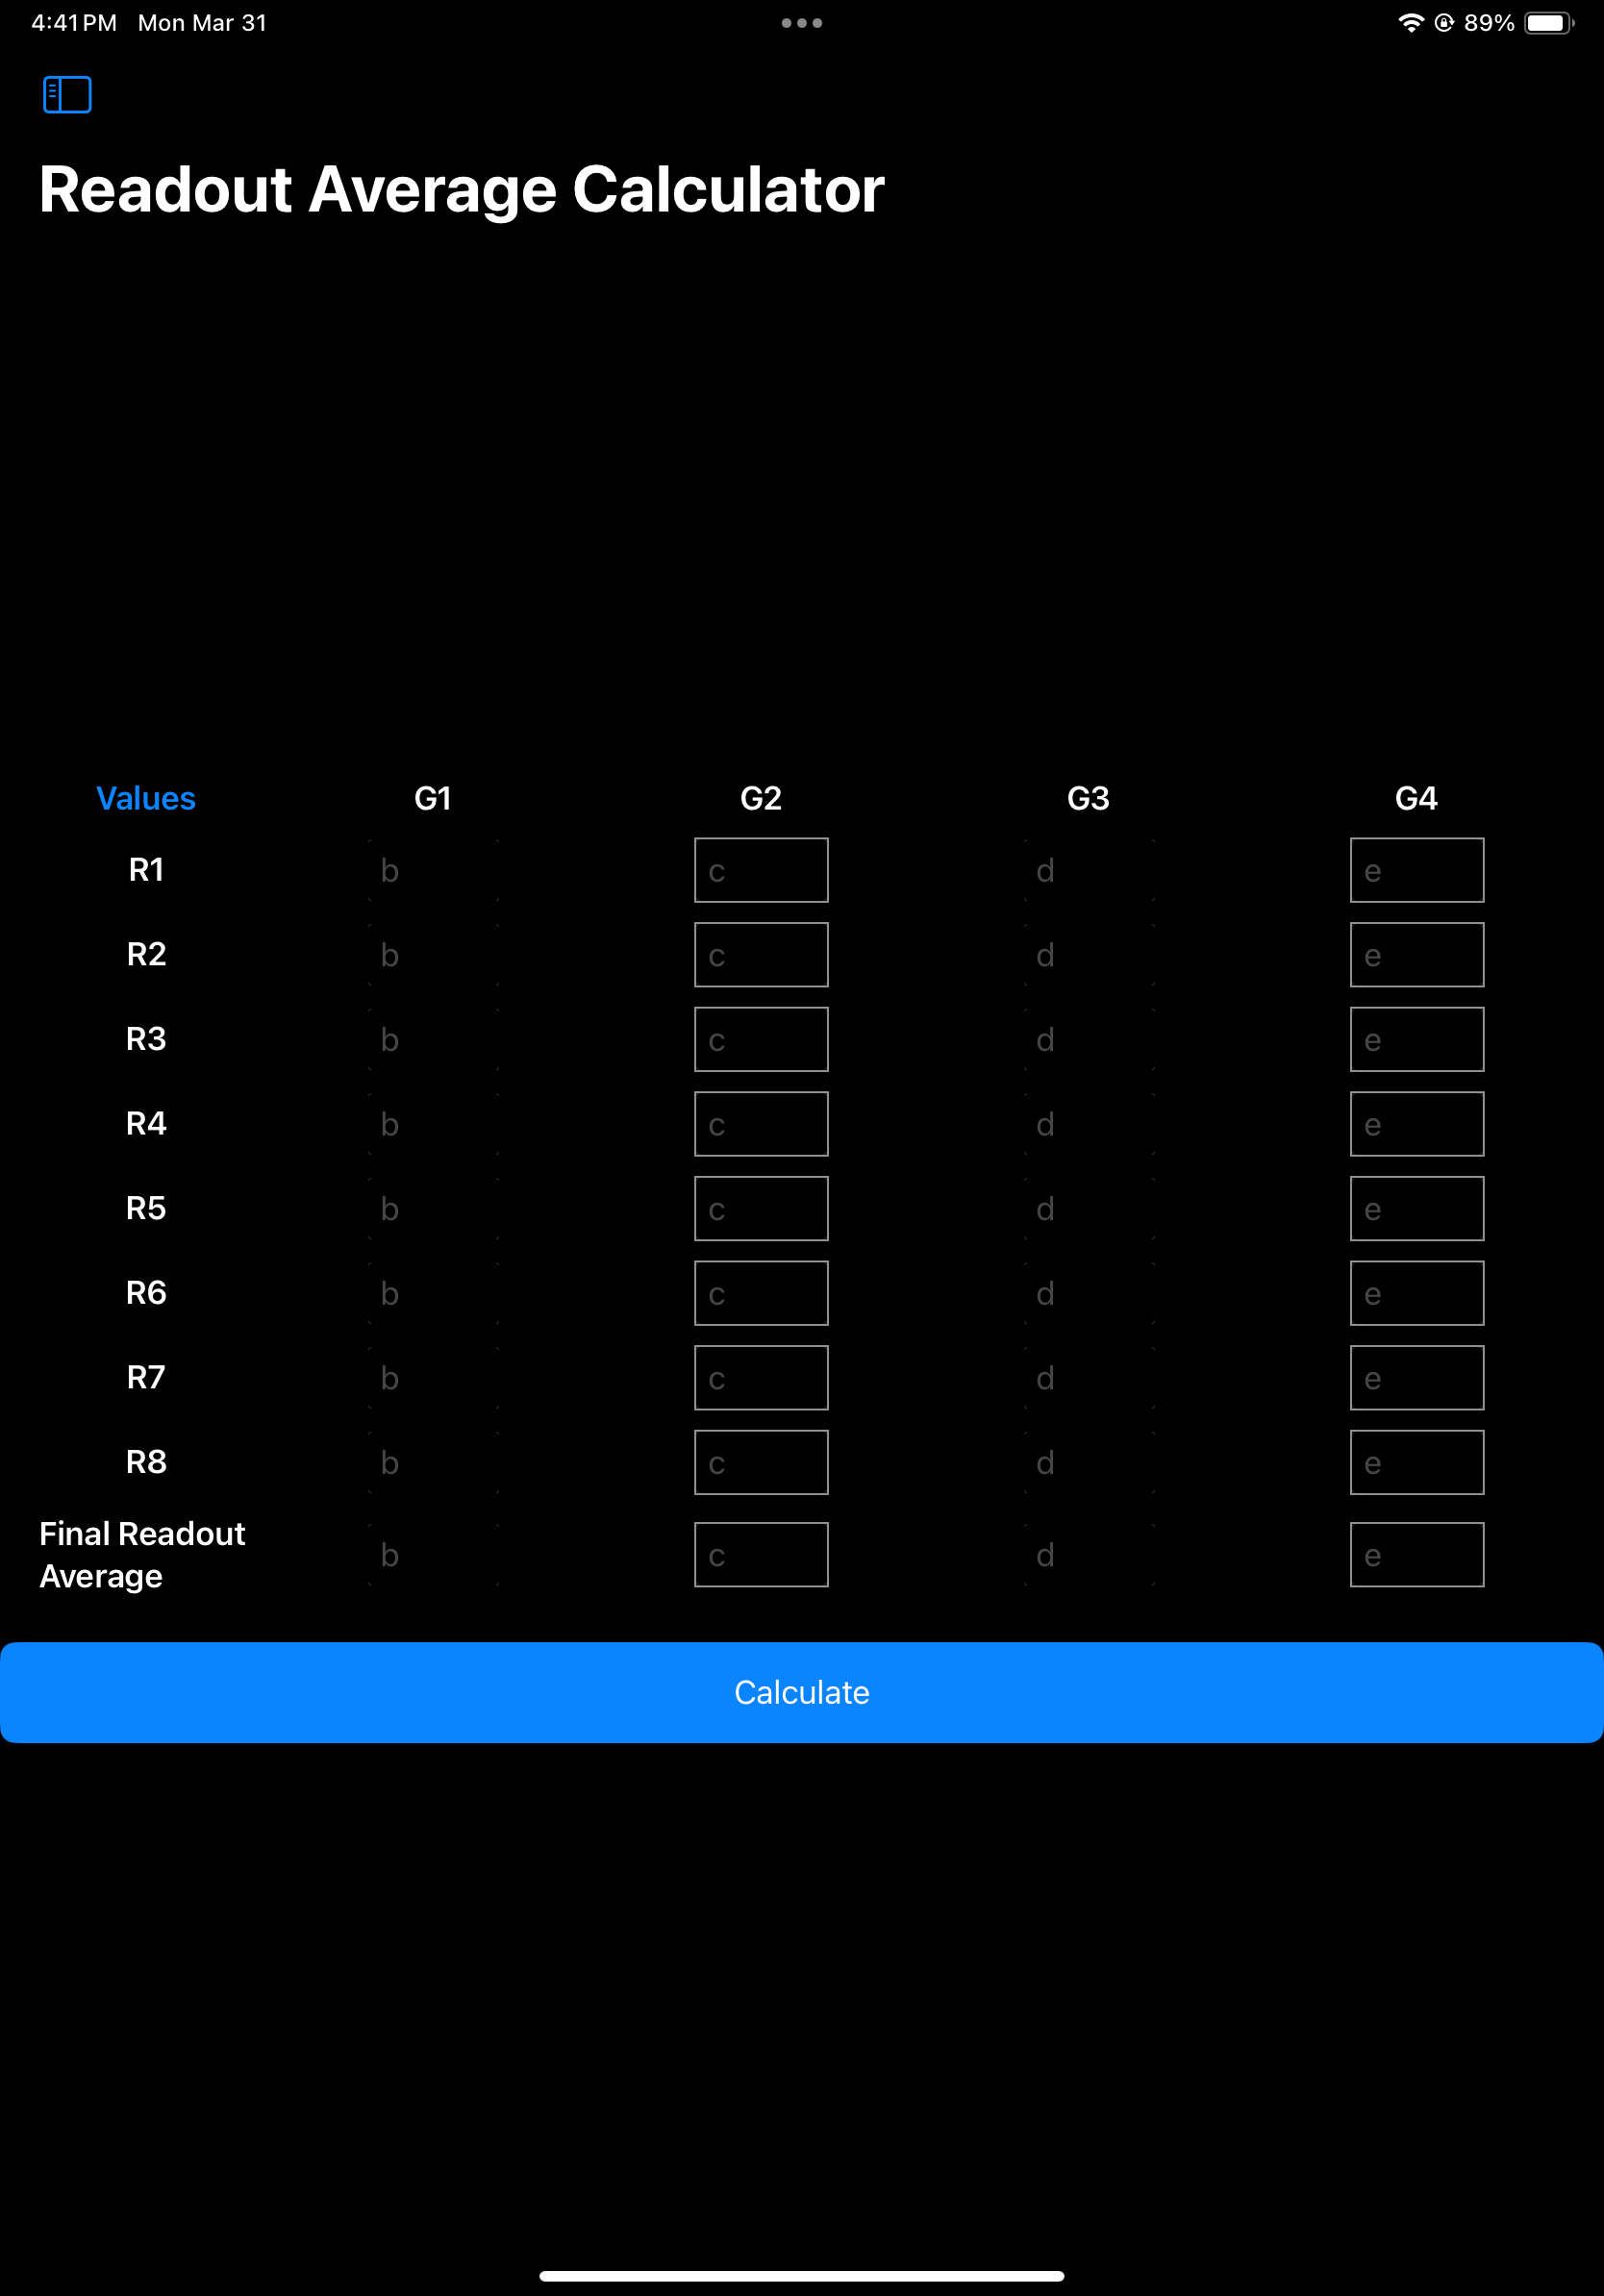 4:41 PM Mon Mar 31 89%
Readout Average Calculator
Values G1 G2 G3 G4
R1 b c d e
R2 b c d e
R3 b c d e
R4 b c d e
R5 b c d e
R6 b c d e
R7 b c d e
R8 b c d e
Final Readout
Average b c d e
Calculate